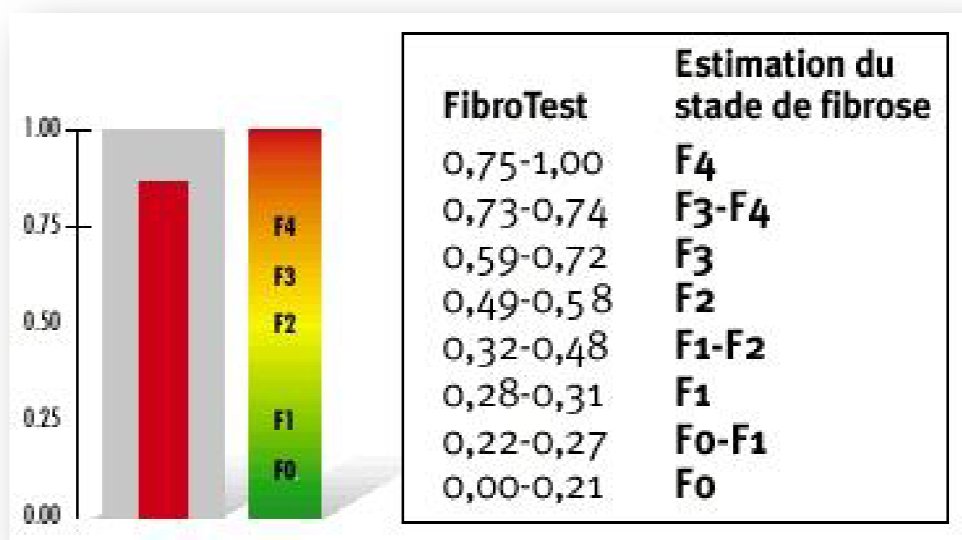 1.00
0.75
0.50
0.25
0.00
F4
F3
F2
F1
F0
FibroTest
Estimation du
stade de fibrose
0,75-1,00 F4
0,73-0,74 F3-F4
0,59-0,72 F3
0,49-0,58 F2
0,32-0,48 F1-F2
0,28-0,31 F1
0,22-0,27 F0-F1
0,00-0,21 F0